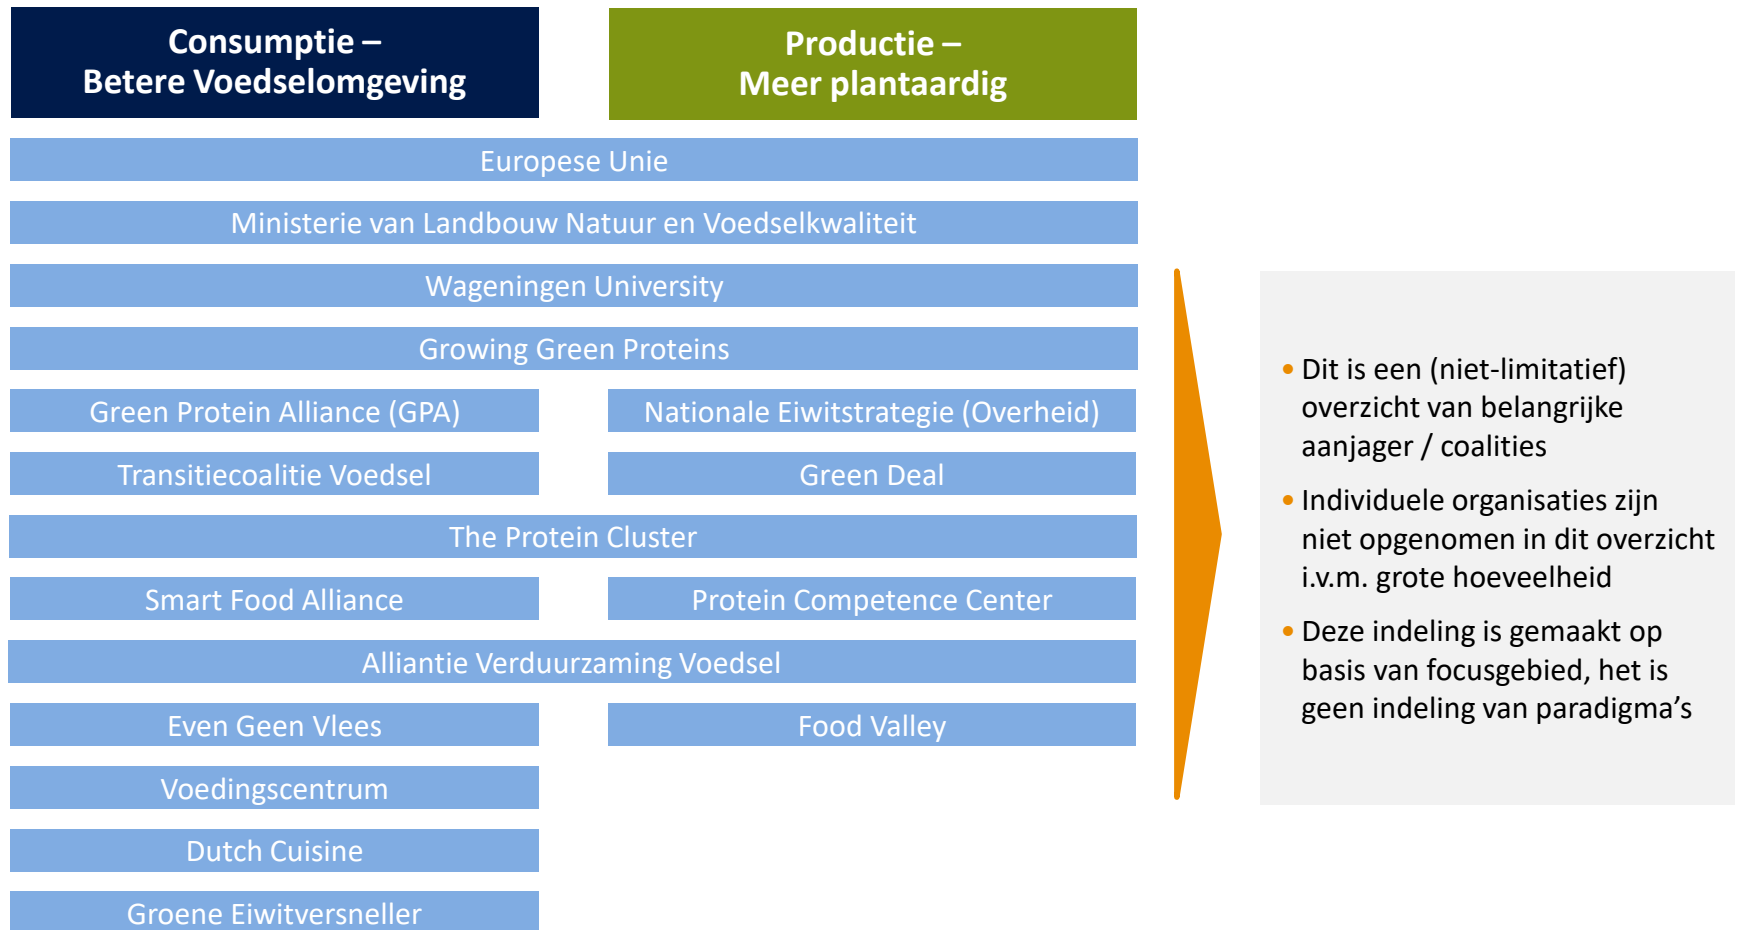 Consumptie –
Betere Voedselomgeving
Productie –
Meer plantaardig
Europese Unie
Ministerie van Landbouw Natuur en Voedselkwaliteit
Wageningen University
Growing Green Proteins
Green Protein Alliance (GPA)
Nationale Eiwitstrategie (Overheid)
Transitiecoalitie Voedsel
Green Deal
The Protein Cluster
Smart Food Alliance
Protein Competence Center
Alliantie Verduurzaming Voedsel
Even Geen Vlees
Food Valley
Voedingscentrum
Dutch Cuisine
Groene Eiwitversneller
• Dit is een (niet-limitatief)
overzicht van belangrijke
aanjager / coalities
• Individuele organisaties zijn
niet opgenomen in dit overzicht
i.v.m. grote hoeveelheid
• Deze indeling is gemaakt op
basis van focusgebied, het is
geen indeling van paradigma’s